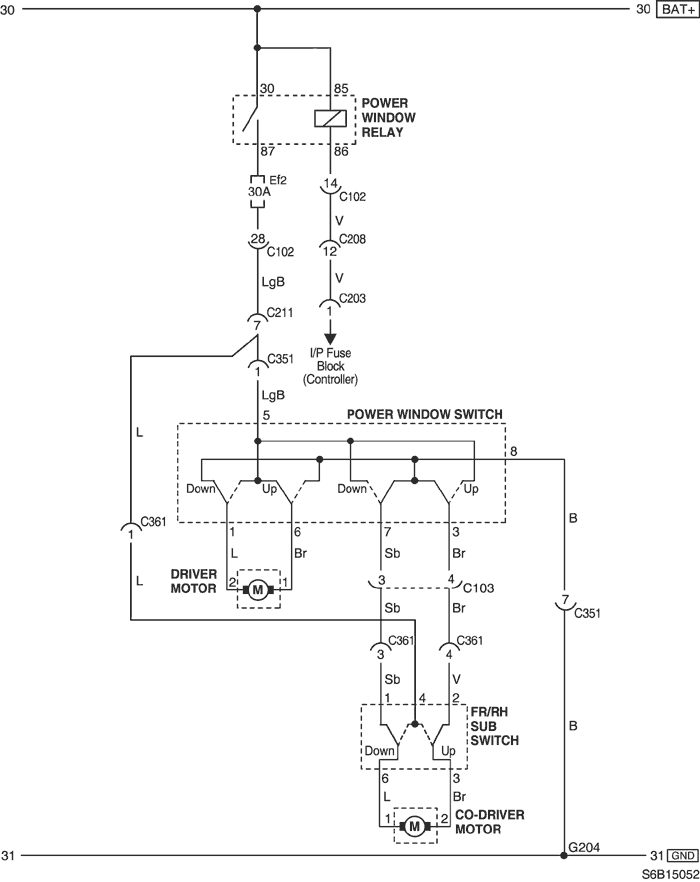 30
30 BAT+
30 85
POWER
WINDOW
RELAY
87 86
Ef2
30A
14
C102
V
28
C102
C208
12
LgB
V
C211
7
C203
1
I/P Fuse
Block
(Controller)
C351
1
LgB
5
POWER WINDOW SWITCH
L
8
Down Up Down Up
1 6 7 3
B
C361
1
L Br Sb Br
DRIVER
MOTOR
2 M 1
L
3 4
C103
Sb Br
7
C351
C361 C361
3 4
Sb V
1 4 2
FR/RH
SUB
SWITCH
B
Down Up
6 3
L Br
1 M 2
CO-DRIVER
MOTOR
G204
31
31 GND
S6B15052